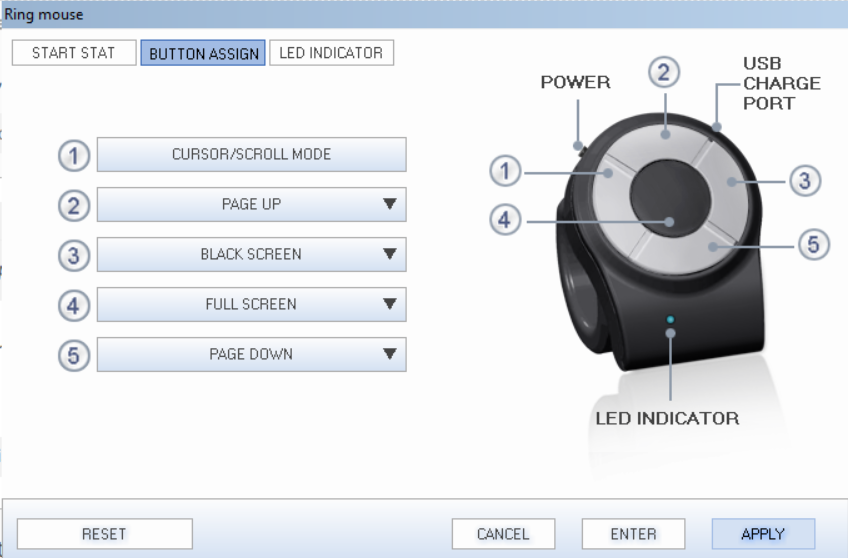 Ring mouse
START STAT
BUTTON ASSIGN
LED INDICATOR
1
CURSOR/SCROLL MODE
2
PAGE UP
3
BLACK SCREEN
4
FULL SCREEN
5
PAGE DOWN
POWER
2
USB
CHARGE
PORT
1
3
4
5
LED INDICATOR
RESET
CANCEL
ENTER
APPLY